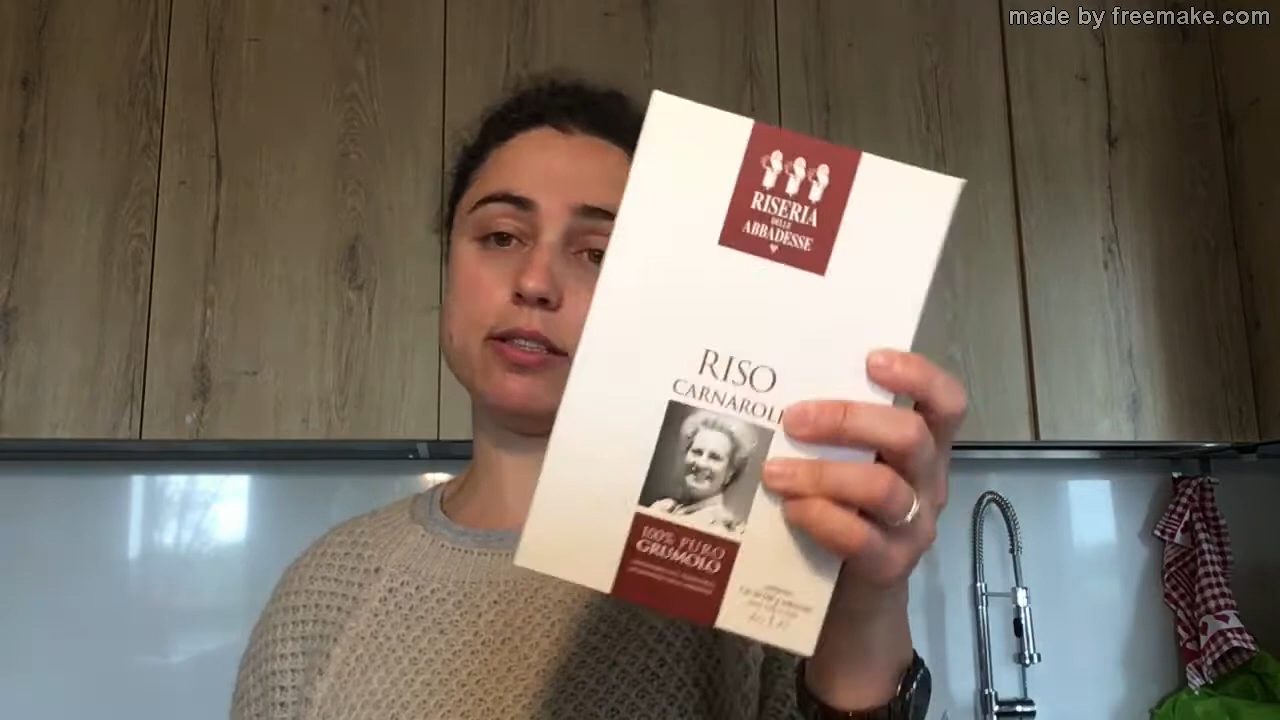 made by freemake.com
RISERIA
DELLE
ABBADESSE
RISO
CARNAROLI
100% PURO
GRUMOLO